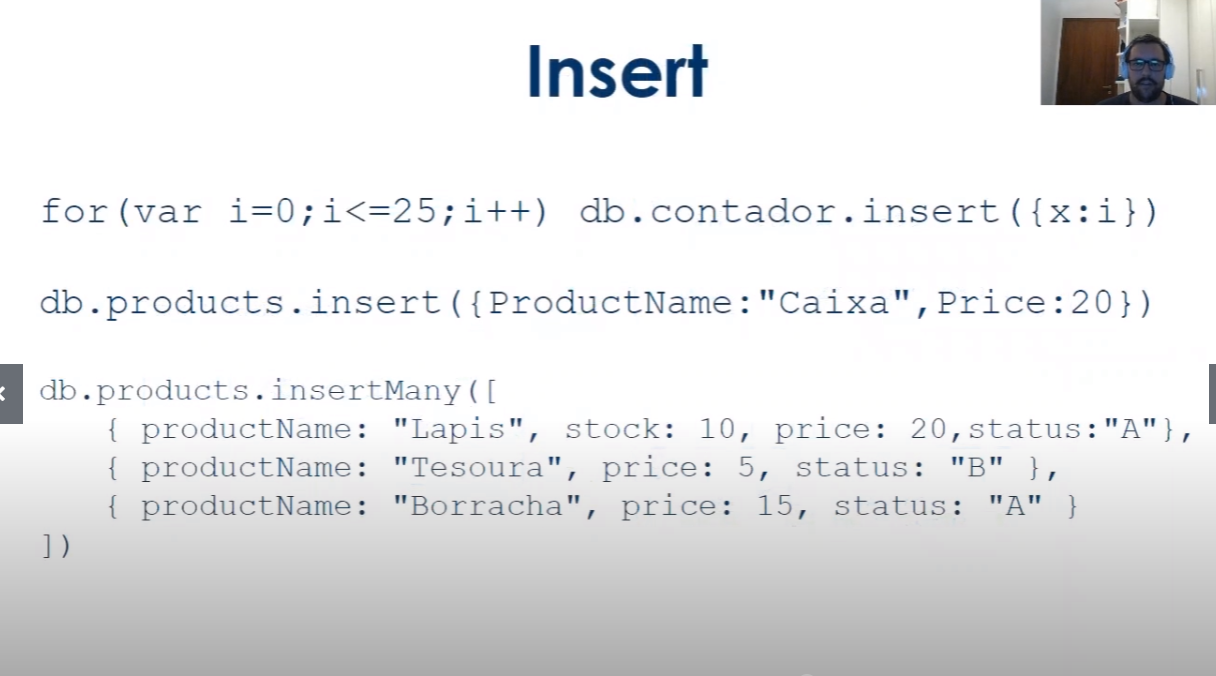 Insert
for(var i=0;i<=25;i++) db.contador.insert({x:i})
db.products.insert({ProductName:"Caixa",Price:20})
db.products.insertMany([
{ productName: "Lapis", stock: 10, price: 20,status:"A"},
{ productName: "Tesoura", price: 5, status: "B" },
{ productName: "Borracha", price: 15, status: "A" }
])